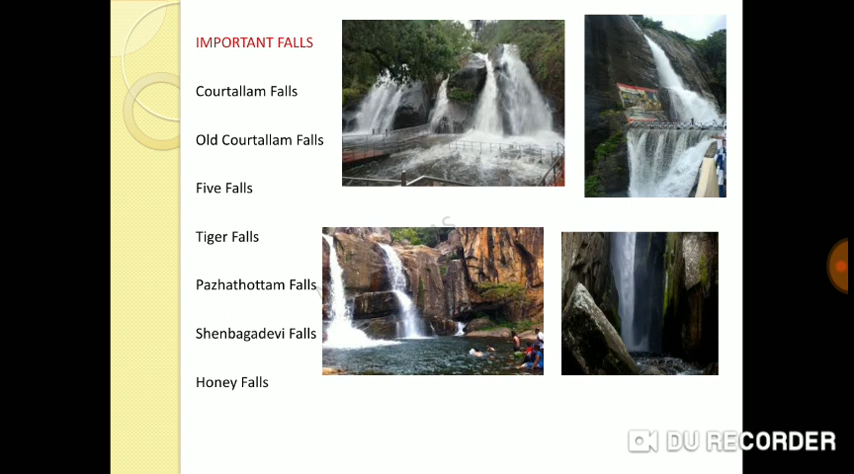 IMPORTANT FALLS
Courtallam Falls
Old Courtallam Falls
Five Falls
Tiger Falls
Pazhathottam Falls
Shenbagadevi Falls
Honey Falls
DU RECORDER